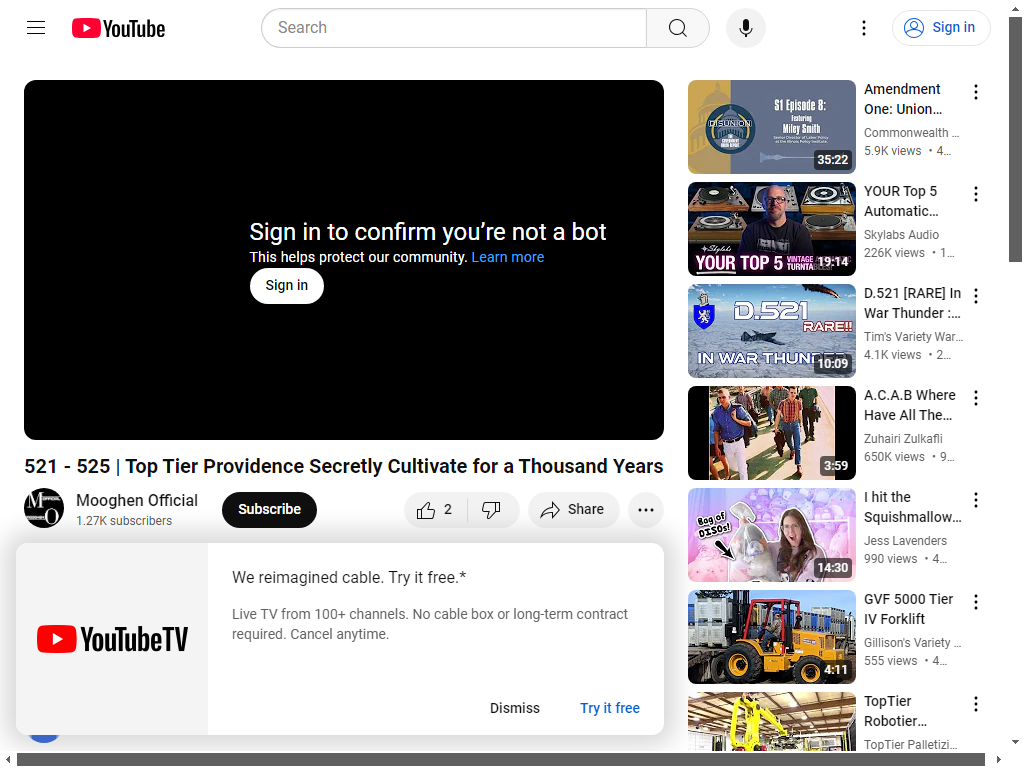 YouTube
Search
Sign in
Sign in to confirm you’re not a bot
This helps protect our community. Learn more
Sign in
521 - 525 | Top Tier Providence Secretly Cultivate for a Thousand Years
Mooghen Official
1.27K subscribers
Subscribe
2
Share
We reimagined cable. Try it free.*
Live TV from 100+ channels. No cable box or long-term contract
required. Cancel anytime.
YouTubeTV
Dismiss
Try it free
S1 Episode 8:
Featuring
Miley Smith
DISUNION
35:22
Amendment
One: Union…
Commonwealth …
5.9K views • 4…
Skylabs
YOUR TOP 5
VINTAGE
19:14
YOUR Top 5
Automatic…
Skylabs Audio
226K views • 1…
D.521
RARE!!
IN WAR THUNDER
10:09
D.521 [RARE] In
War Thunder :…
Tim's Variety War…
4.1K views • 2…
3:59
A.C.A.B Where
Have All The…
Zuhairi Zulkafli
650K views • 9…
Bag of
DISOs!
14:30
I hit the
Squishmallow…
Jess Lavenders
990 views • 4…
4:11
GVF 5000 Tier
IV Forklift
Gillison's Variety …
555 views • 4…
TopTier
Robotier…
TopTier Palletizi…